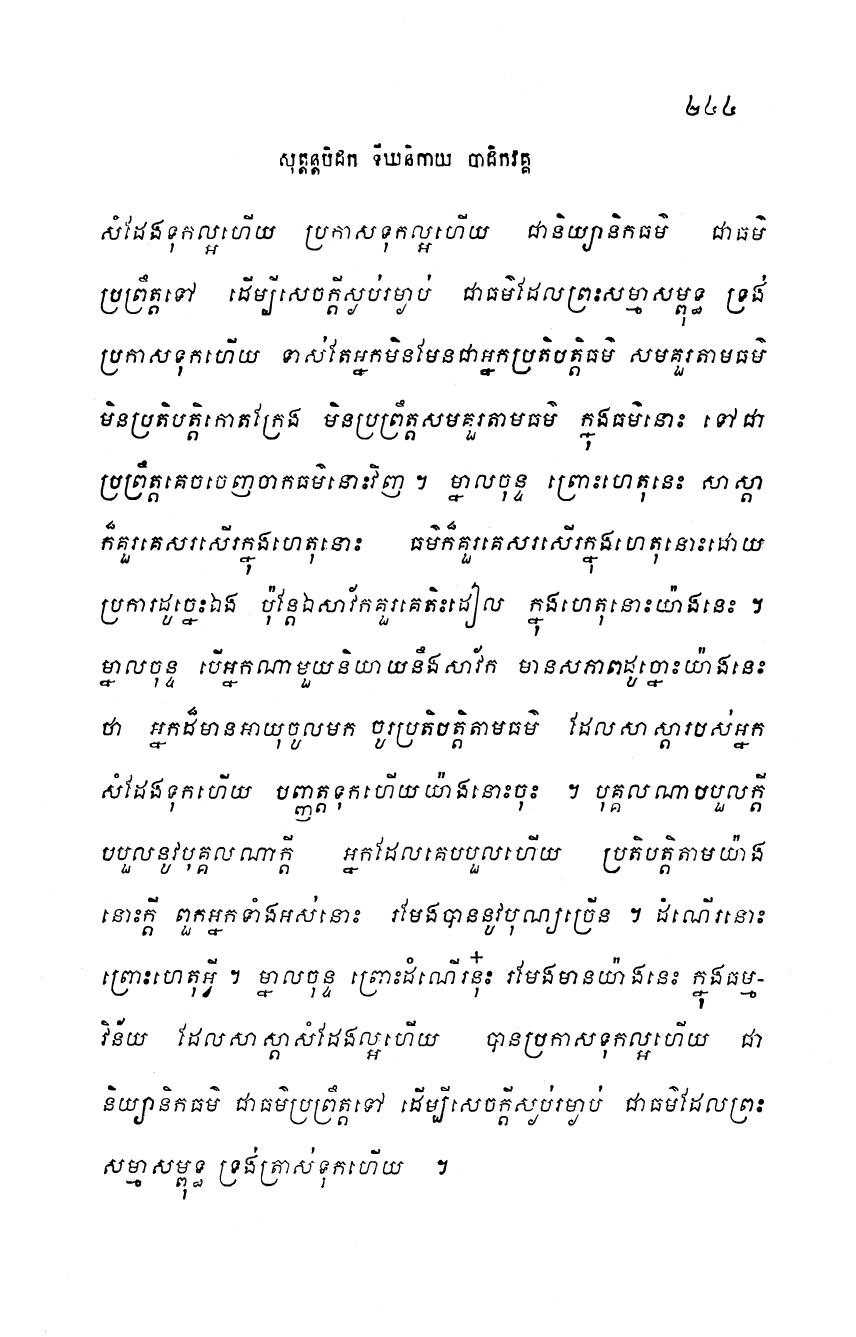 ២៤៤
សុត្តន្តបិដក ទីឃនិកាយ បាដិកវគ្គ
សំដែងទុកល្អហើយ ប្រកាសទុកល្អហើយ ជានិយ្យានិកធម៌ ជាធម៌
ប្រព្រឹត្តទៅ ដើម្បីសេចក្តីស្ងប់រម្ងាប់ ជាធម៌ដែលព្រះសម្មាសម្ពុទ្ធ ទ្រង់
ប្រកាសទុកហើយ ទាស់តែអ្នកមិនមែនជាអ្នកប្រតិបត្តិធម៌ សមគួរតាមធម៌
មិនប្រតិបត្តិកោតក្រែង មិនប្រព្រឹត្តសមគួរតាមធម៌ ក្នុងធម៌នោះ ទៅជា
ប្រព្រឹត្តគេចចេញចាកធម៌នោះវិញ ។ ម្នាលចុន្ទ ព្រោះហេតុនេះ សាស្តា
ក៏គួរគេសរសើរក្នុងហេតុនោះ ធម៌ក៏គួរគេសរសើរក្នុងហេតុនោះដោយ
ប្រការដូច្នេះឯង ប៉ុន្តែឯសាវ័កគួរគេតិះដៀល ក្នុងហេតុនោះយ៉ាងនេះ ។
ម្នាលចុន្ទ បើអ្នកណាមួយនិយាយនឹងសាវ័ក មានសភាពដូច្នោះយ៉ាងនេះ
ថា អ្នកដ៏មានអាយុចូលមក ចូរប្រតិបត្តិតាមធម៌ ដែលសាស្តារបស់អ្នក
សំដែងទុកហើយ បញ្ញត្តទុកហើយយ៉ាងនោះចុះ ។ បុគ្គលណាបបួលក្តី
បបួលនូវបុគ្គលណាក្តី អ្នកដែលគេបបួលហើយ ប្រតិបត្តិតាមយ៉ាង
នោះក្តី ពួកអ្នកទាំងអស់នោះ រមែងបាននូវបុណ្យច្រើន ។ ដំណើរនោះ
ព្រោះហេតុអ្វី ។ ម្នាលចុន្ទ ព្រោះដំណើរនុ៎ះ រមែងមានយ៉ាងនេះ ក្នុងធម្ម-
វិន័យ ដែលសាស្តាសំដែងល្អហើយ បានប្រកាសទុកល្អហើយ ជា
និយ្យានិកធម៌ ជាធម៌ប្រព្រឹត្តទៅ ដើម្បីសេចក្តីស្ងប់រម្ងាប់ ជាធម៌ដែលព្រះ
សម្មាសម្ពុទ្ធ ទ្រង់ត្រាស់ទុកហើយ ។